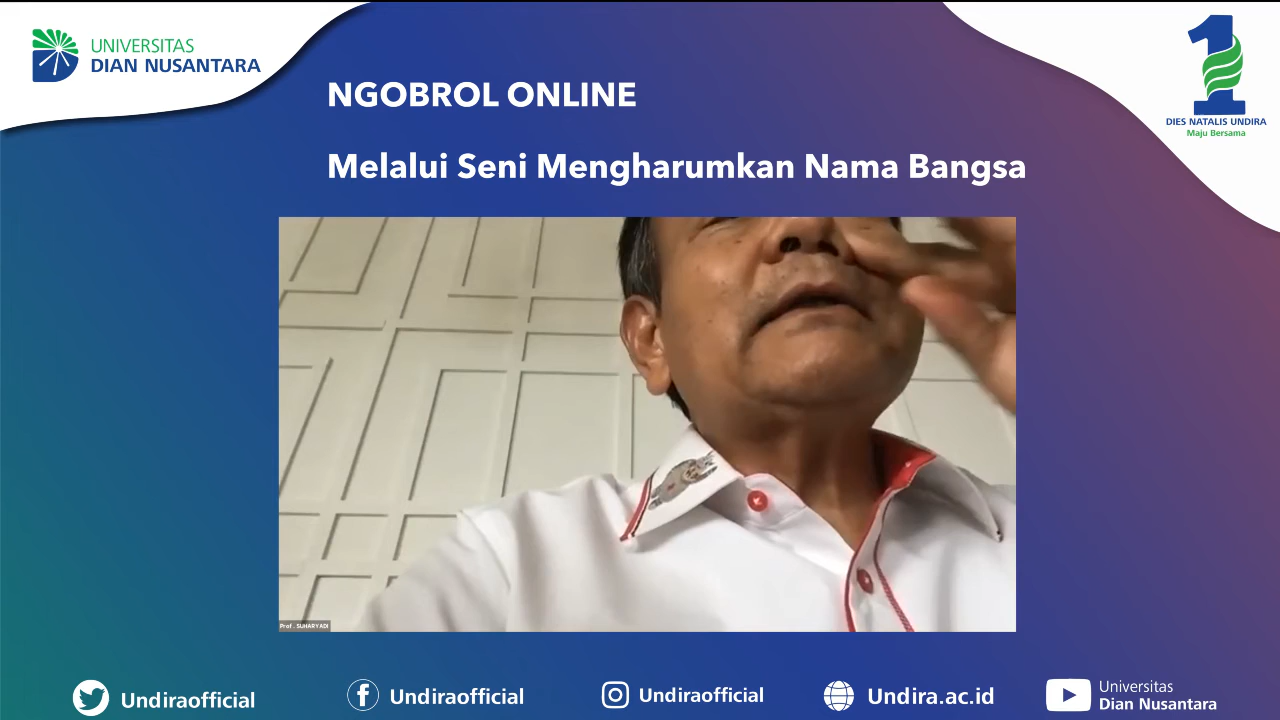 UNIVERSITAS
DIAN NUSANTARA
1
DIES NATALIS UNDIRA
Maju Bersama
NGOBROL ONLINE
Melalui Seni Mengharumkan Nama Bangsa
Prof . SUHARYADI
Undiraofficial
Undiraofficial
Undiraofficial
Undira.ac.id
Universitas
Dian Nusantara